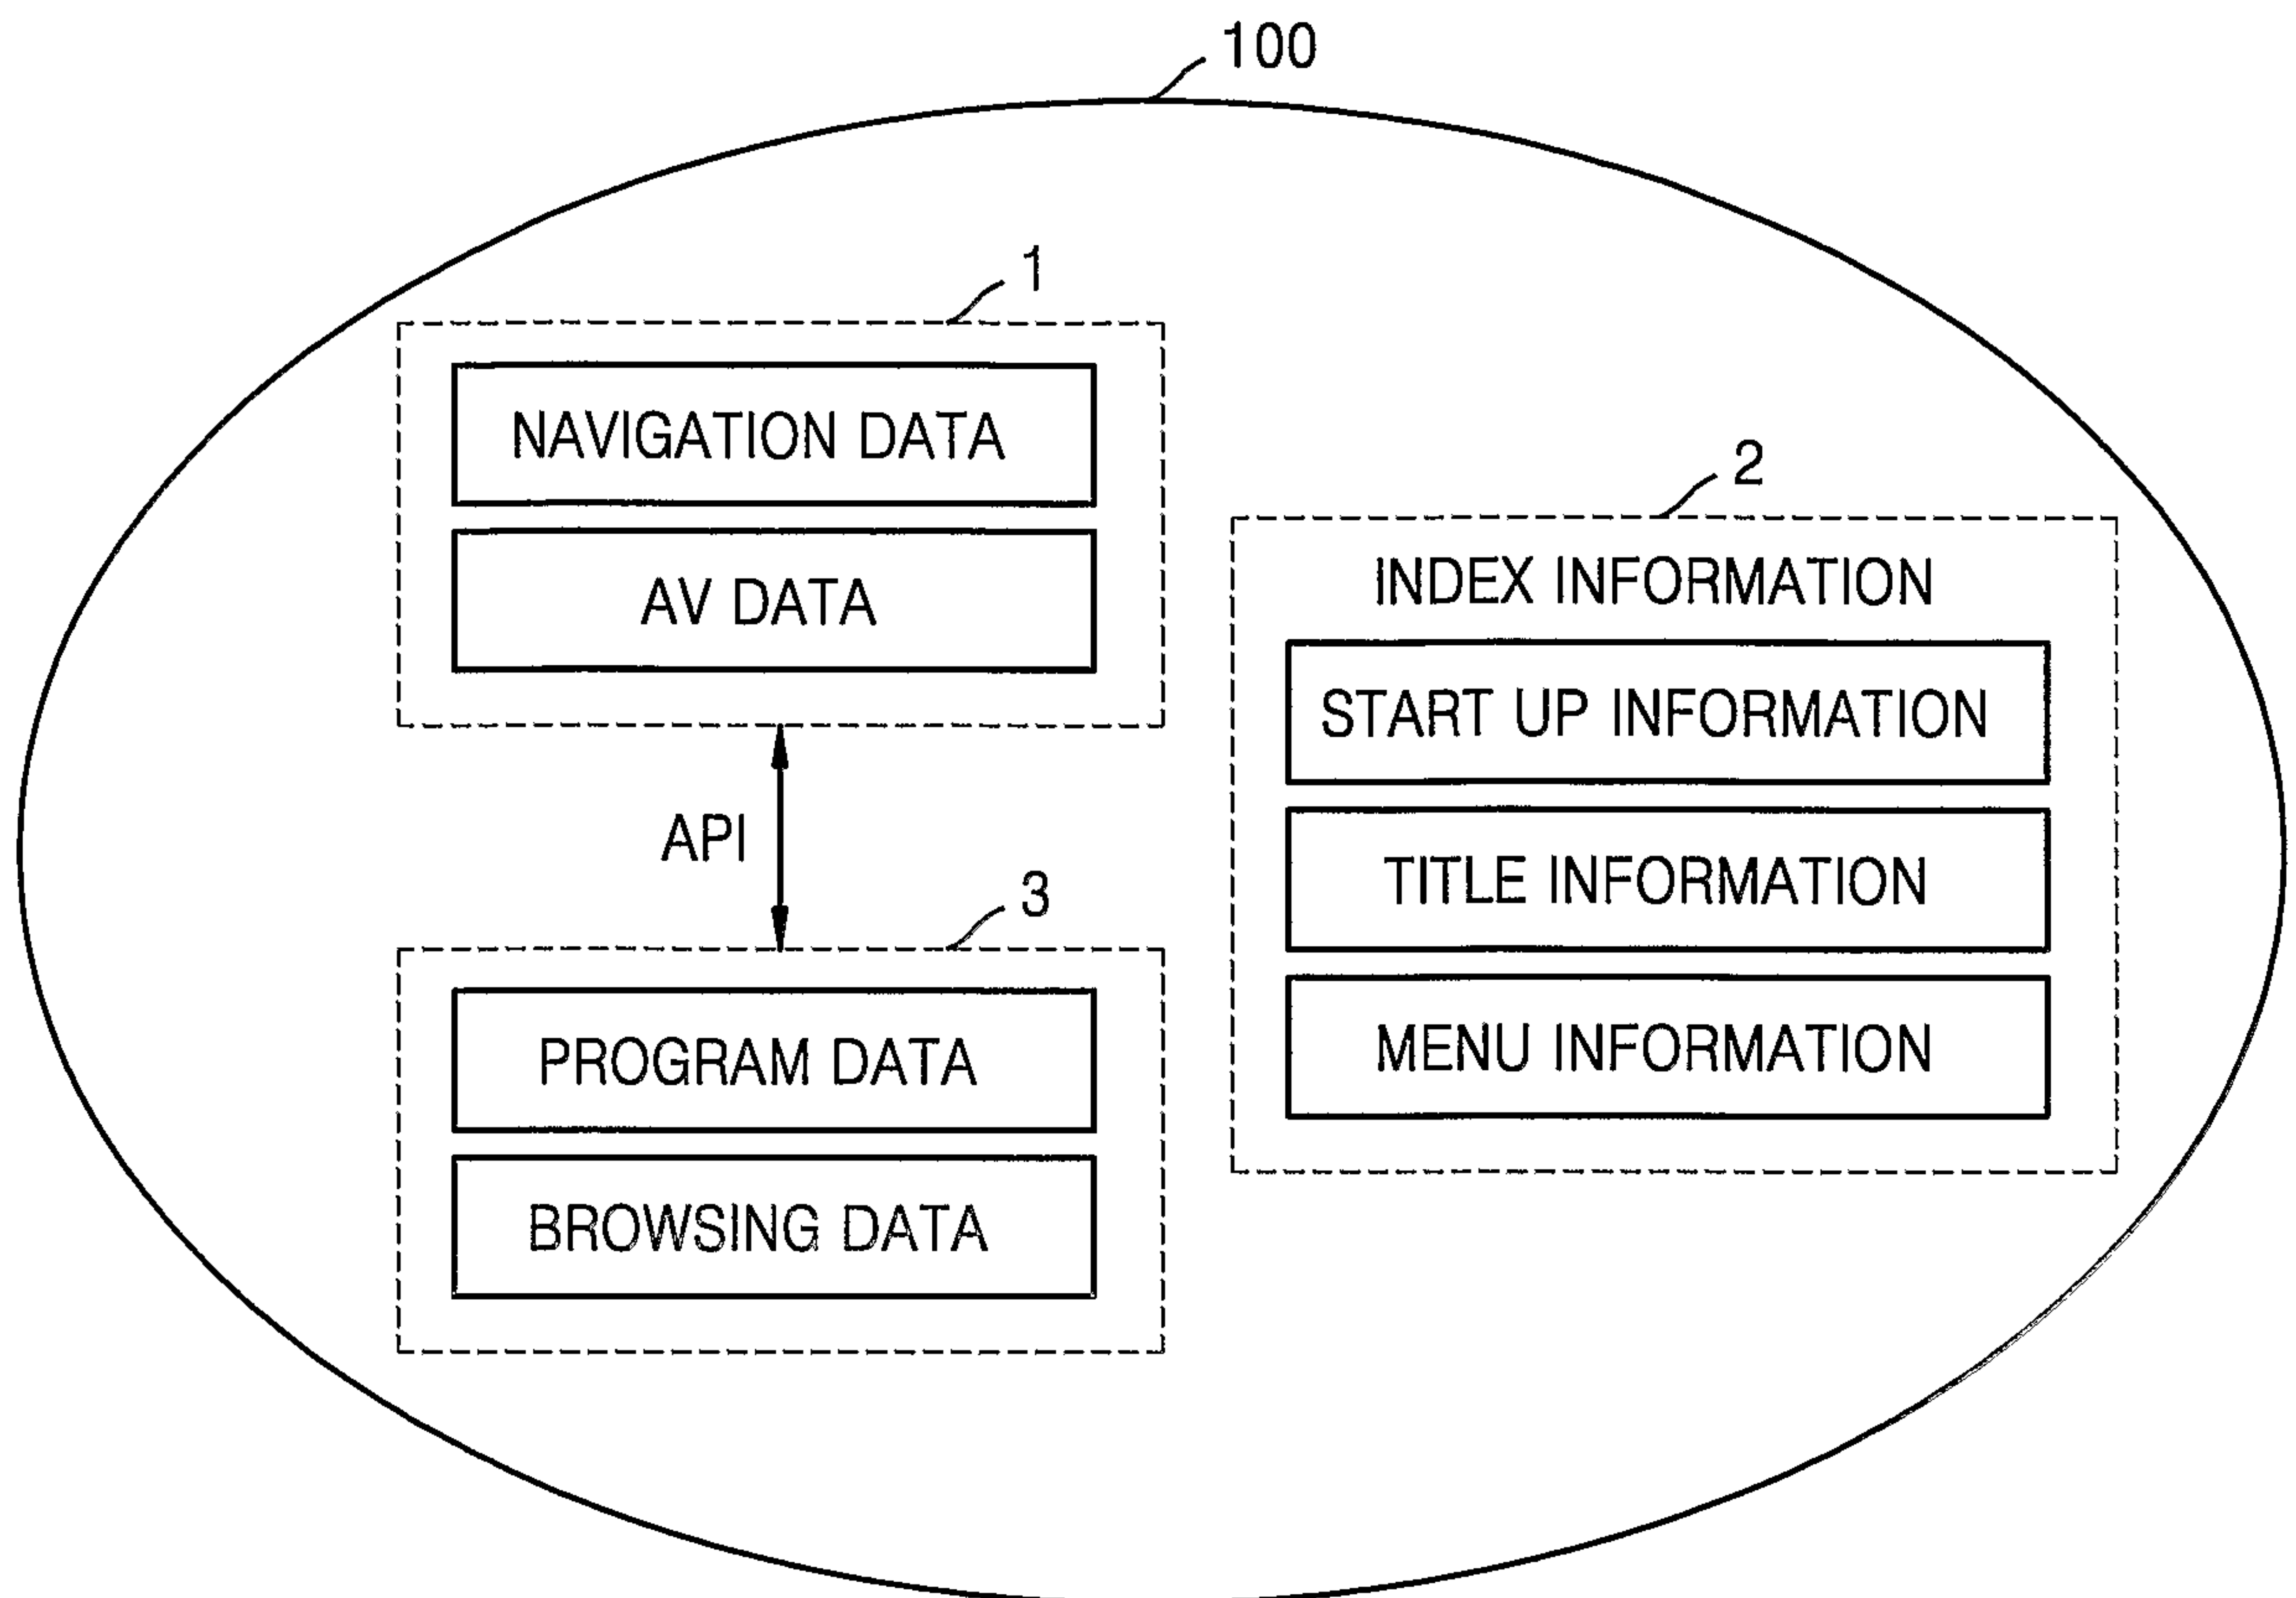 100
1
NAVIGATION DATA
AV DATA
2
INDEX INFORMATION
START UP INFORMATION
TITLE INFORMATION
MENU INFORMATION
API
3
PROGRAM DATA
BROWSING DATA